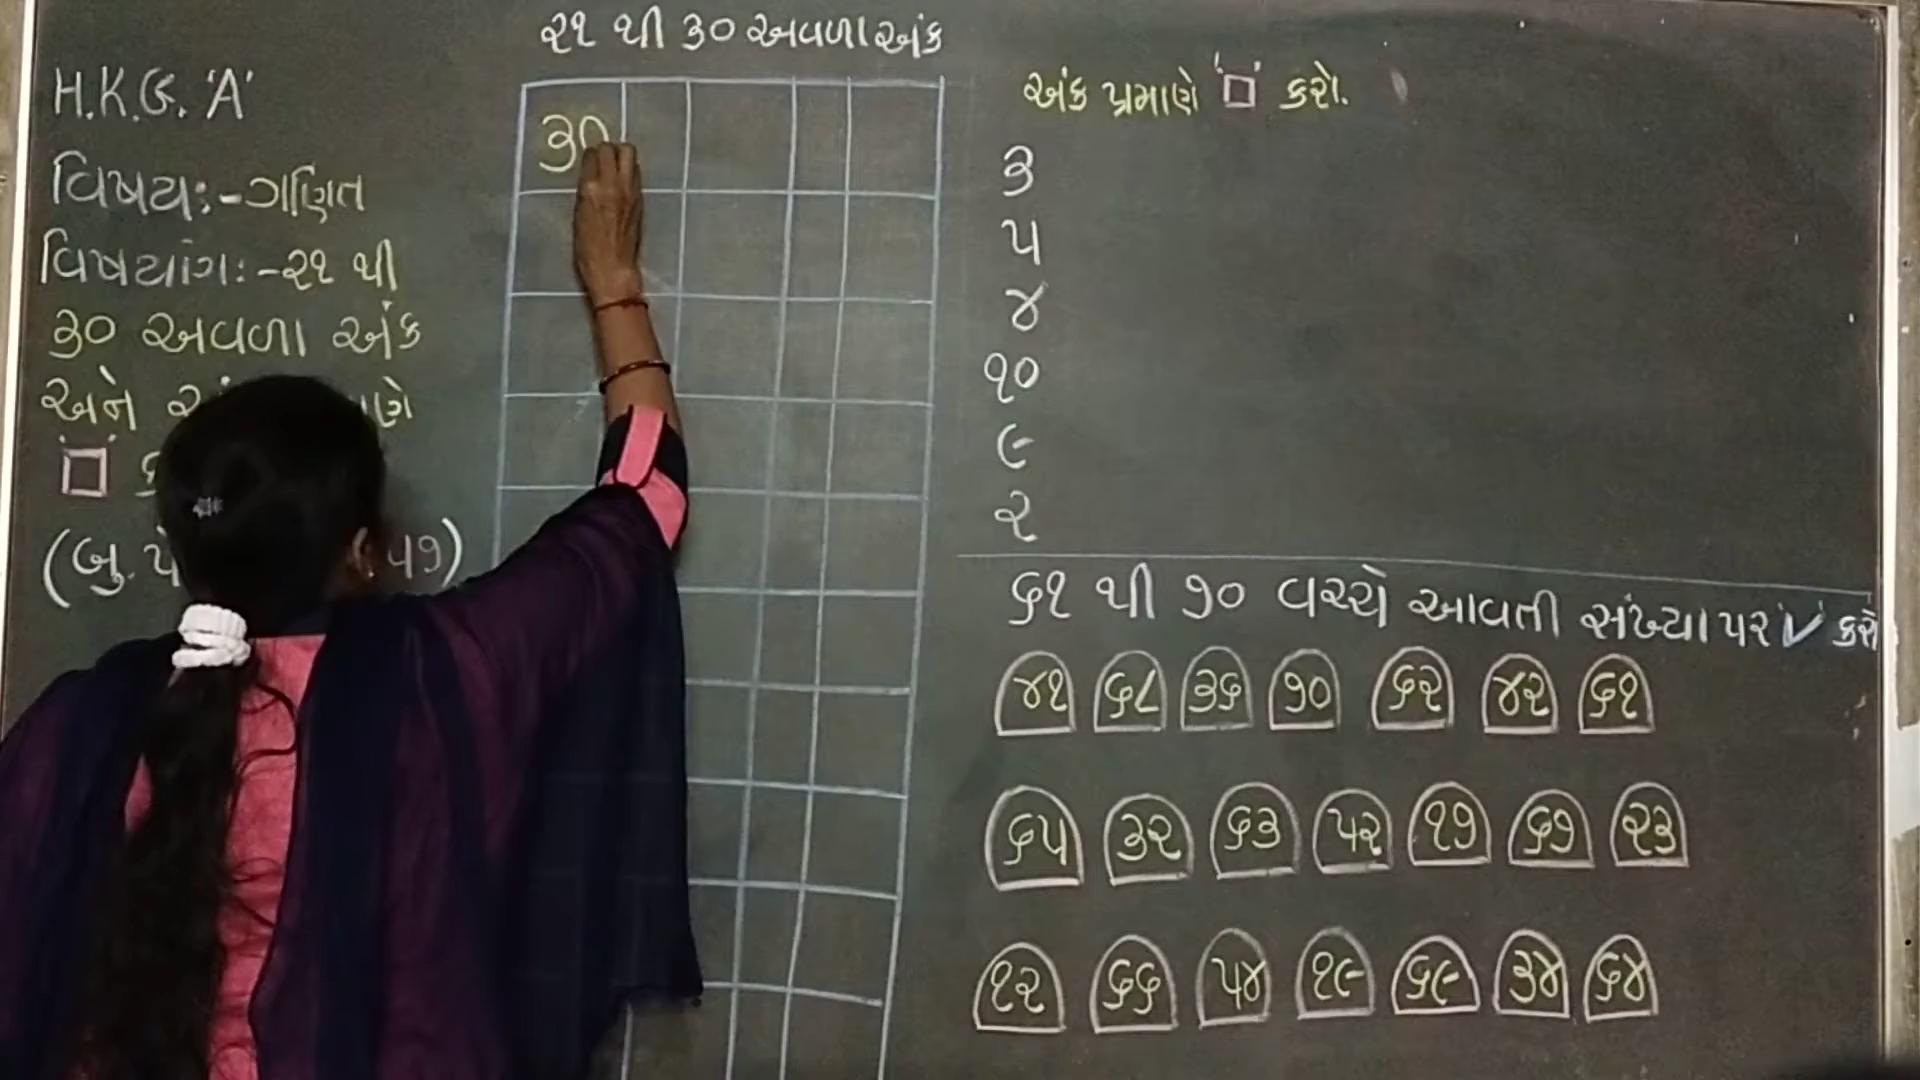 ૨૧ થી ૩૦ અવળા અંક
H.K.G. 'A'
વિષય:-ગણિત
વિષયાંગ:-૨૧ થી
૩૦ અવળા અંક
અને
(બુ. ૫૭)
૩૦
અંક પ્રમાણે '□' કરો.
૩
૫
૪
૧૦
૯
૨
૬૧ થી ૭૦ વચ્ચે આવતી સંખ્યા પર '✓' કરો
૪૧ ૬૮ ૩૬ ૭૦ ૬૨ ૪૨ ૬૧
૬૫ ૩૨ ૬૩ ૫૨ ૧૭ ૬૭ ૨૩
૧૨ ૬૬ ૫૪ ૧૯ ૬૯ ૩૪ ૬૪